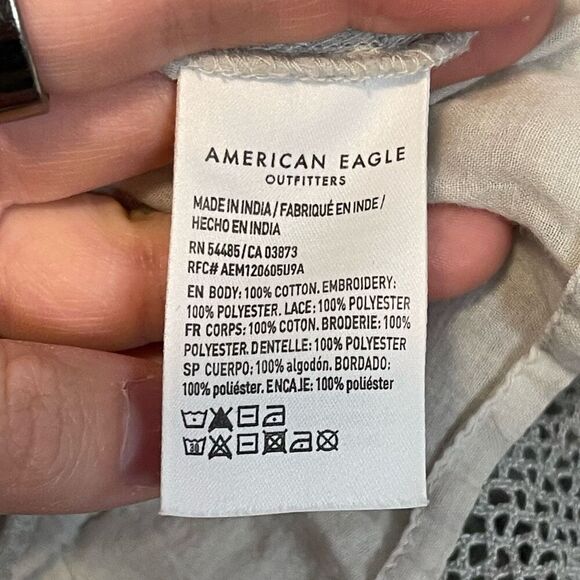 AMERICAN EAGLE
OUTFITTERS
MADE IN INDIA / FABRIQUÉ EN INDE /
HECHO EN INDIA
RN 54485/CA 03873
RFC# AEM120605U9A
EN BODY: 100% COTTON. EMBROIDERY:
100% POLYESTER. LACE: 100% POLYESTER
FR CORPS: 100% COTON. BRODERIE: 100%
POLYESTER. DENTELLE: 100% POLYESTER
SP CUERPO: 100% algodón. BORDADO:
100% poliéster. ENCAJE: 100% poliéster
30